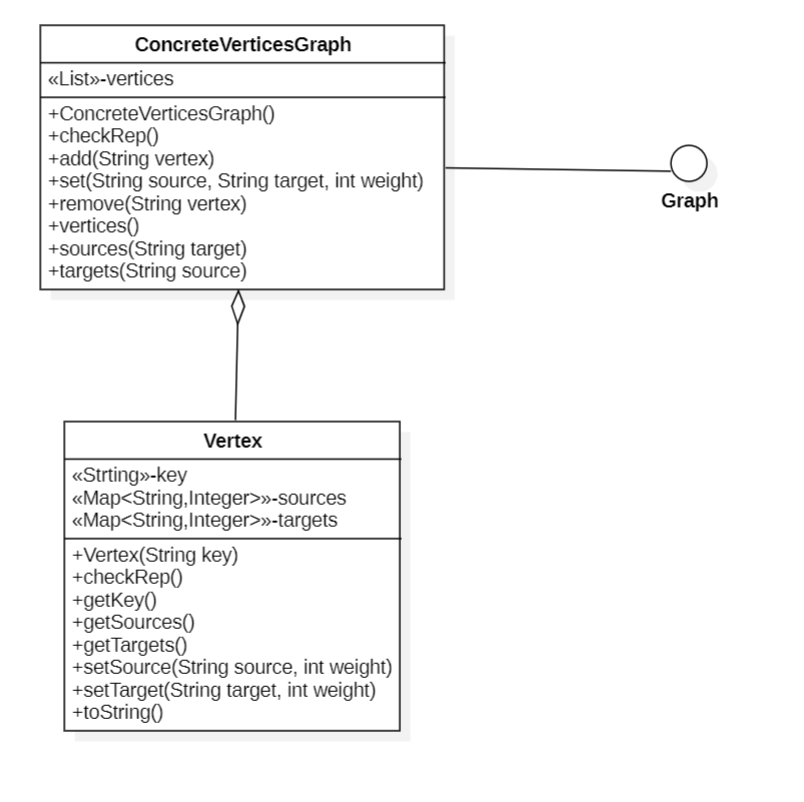 ConcreteVerticesGraph
«List»-vertices
+ConcreteVerticesGraph()
+checkRep()
+add(String vertex)
+set(String source, String target, int weight)
+remove(String vertex)
+vertices()
+sources(String target)
+targets(String source)
Graph
Vertex
«Strting»-key
«Map<String,Integer>»-sources
«Map<String,Integer>»-targets
+Vertex(String key)
+checkRep()
+getKey()
+getSources()
+getTargets()
+setSource(String source, int weight)
+setTarget(String target, int weight)
+toString()